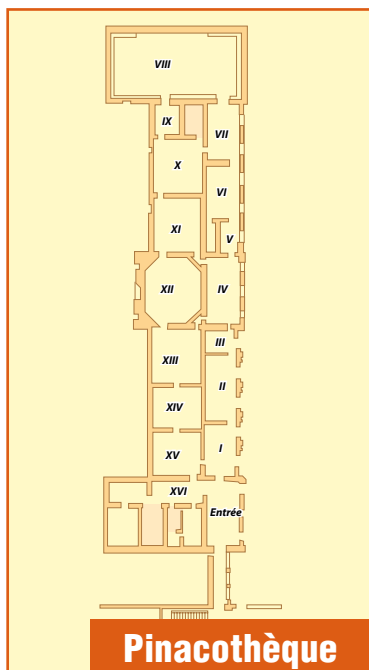 VIII
IX
VII
X
VI
XI
V
XII
IV
III
XIII
II
XIV
I
XV
XVI
Entrée
Pinacothèque